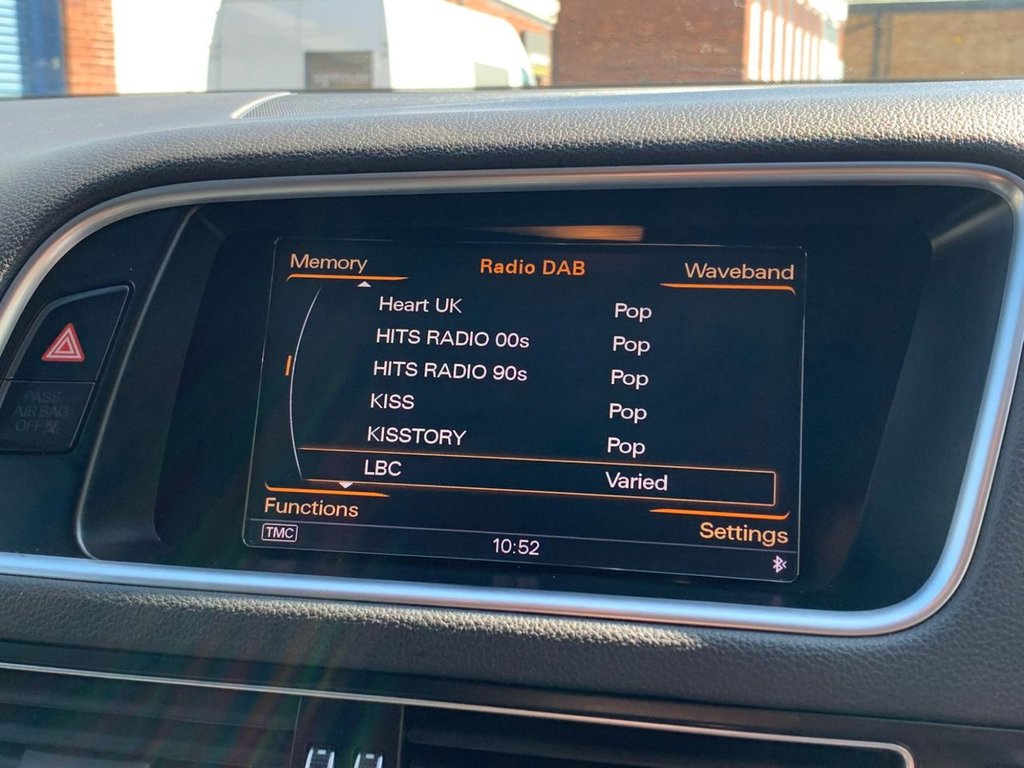 Memory Radio DAB Waveband
Heart UK Pop
HITS RADIO 00s Pop
HITS RADIO 90s Pop
KISS Pop
KISSTORY Pop
LBC Varied
Functions Settings
TMC 10:52
PASS
AIR BAG
OFF